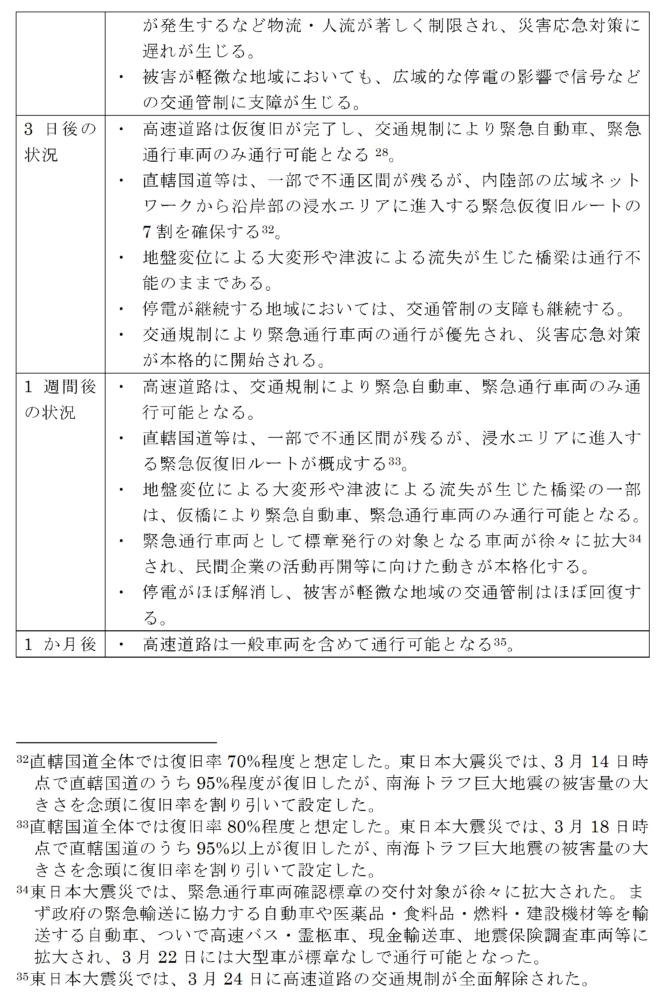 が発生するなど物流・人流が著しく制限され、災害応急対策に
遅れが生じる。
・ 被害が軽微な地域においても、広域的な停電の影響で信号など
の交通管制に支障が生じる。
3 日後の
状況
・ 高速道路は仮復旧が完了し、交通規制により緊急自動車、緊急
通行車両のみ通行可能となる 28。
・ 直轄国道等は、一部で不通区間が残るが、内陸部の広域ネット
ワークから沿岸部の浸水エリアに進入する緊急仮復旧ルートの
7 割を確保する32。
・ 地盤変位による大変形や津波による流失が生じた橋梁は通行不
能のままである。
・ 停電が継続する地域においては、交通管制の支障も継続する。
・ 交通規制により緊急通行車両の通行が優先され、災害応急対策
が本格的に開始される。
1 週間後
の状況
・ 高速道路は、交通規制により緊急自動車、緊急通行車両のみ通
行可能となる。
・ 直轄国道等は、一部で不通区間が残るが、浸水エリアに進入す
る緊急仮復旧ルートが概成する33。
・ 地盤変位による大変形や津波による流失が生じた橋梁の一部
は、仮橋により緊急自動車、緊急通行車両のみ通行可能となる。
・ 緊急通行車両として標章発行の対象となる車両が徐々に拡大34
され、民間企業の活動再開等に向けた動きが本格化する。
・ 停電がほぼ解消し、被害が軽微な地域の交通管制はほぼ回復す
る。
1 か月後
・ 高速道路は一般車両を含めて通行可能となる35。
32直轄国道全体では復旧率 70%程度と想定した。東日本大震災では、3 月 14 日時
点で直轄国道のうち 95%程度が復旧したが、南海トラフ巨大地震の被害量の大
きさを念頭に復旧率を割り引いて設定した。
33直轄国道全体では復旧率 80%程度と想定した。東日本大震災では、3 月 18 日時
点で直轄国道のうち 95%以上が復旧したが、南海トラフ巨大地震の被害量の大
きさを念頭に復旧率を割り引いて設定した。
34東日本大震災では、緊急通行車両確認標章の交付対象が徐々に拡大された。ま
ず政府の緊急輸送に協力する自動車や医薬品・食料品・燃料・建設機材等を輸
送する自動車、ついで高速バス・霊柩車、現金輸送車、地震保険調査車両等に
拡大され、3 月 22 日には大型車が標章なしで通行可能となった。
35東日本大震災では、3 月 24 日に高速道路の交通規制が全面解除された。